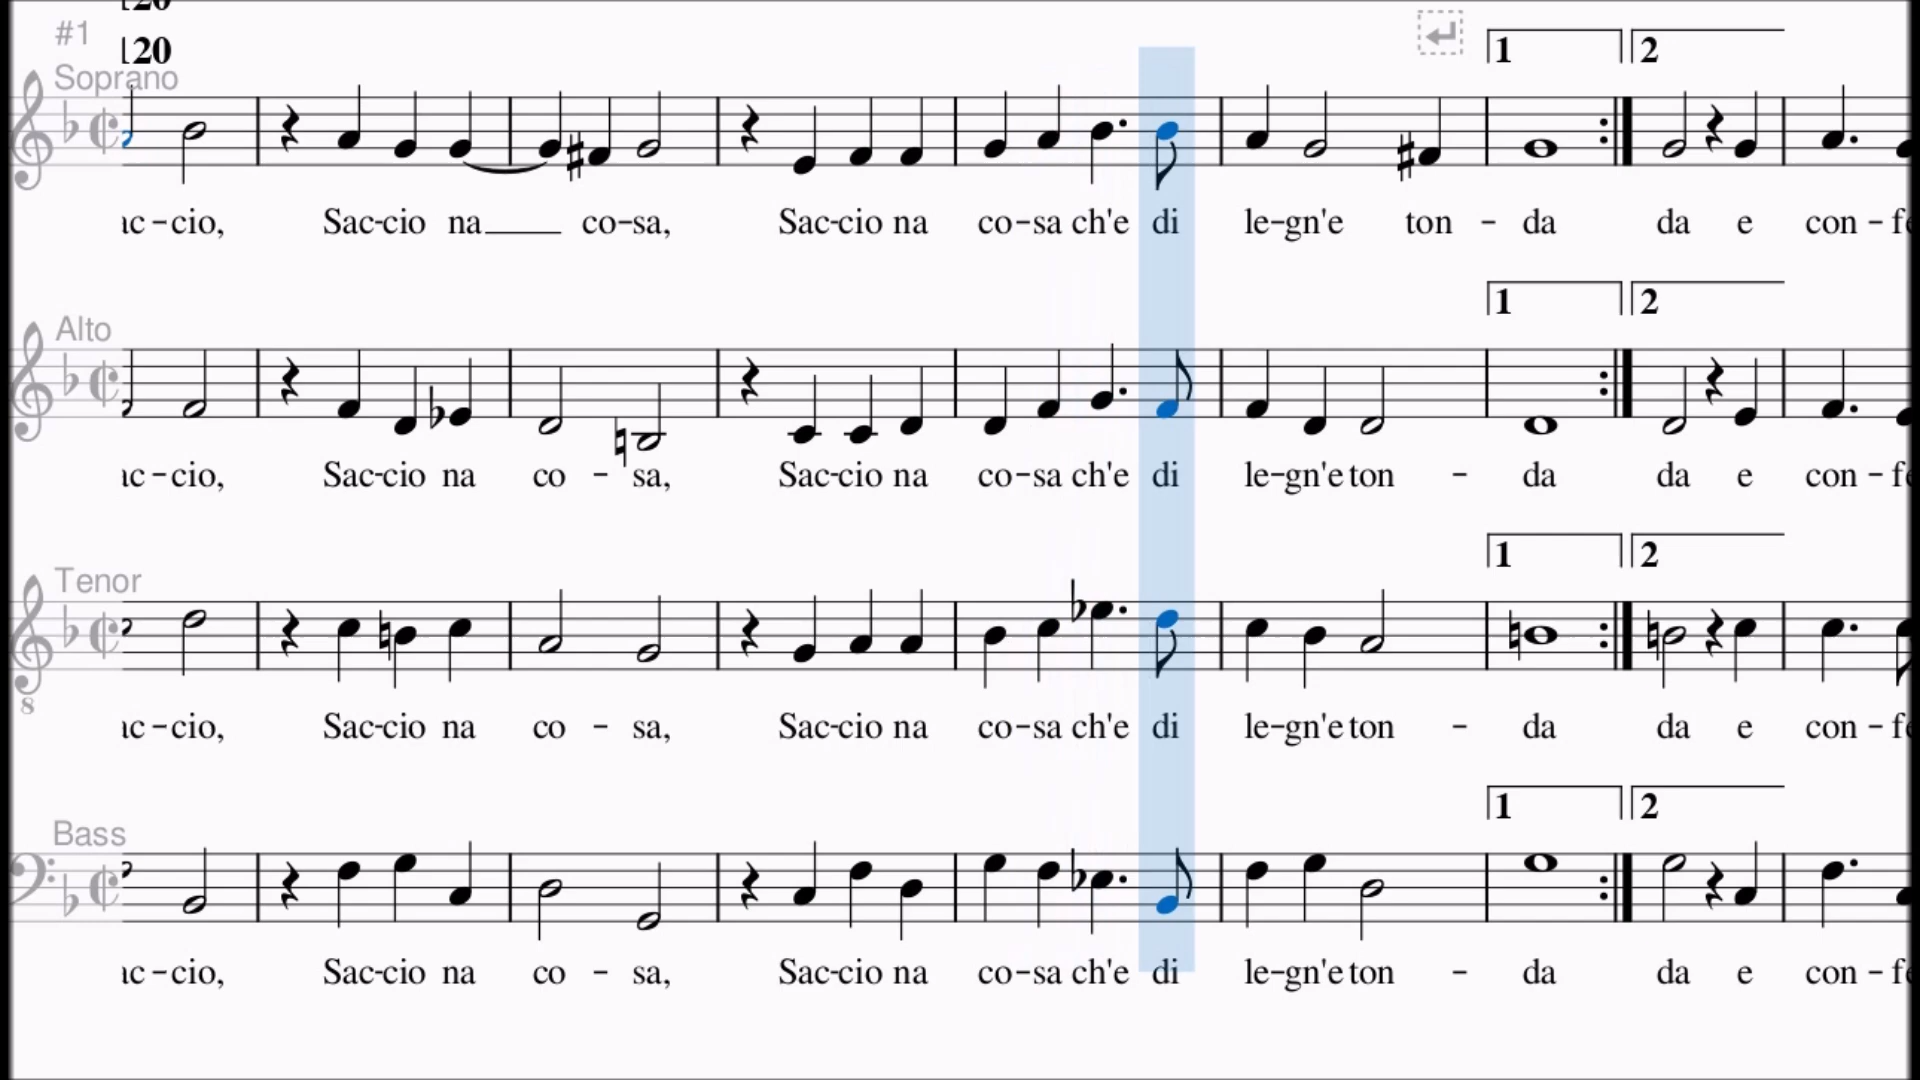 #1
20
Soprano
1 2
-cio, Sac-cio na co-sa, Sac-cio na co-sa ch'e di le-gn'e ton - da da e con -
1 2
Alto
-cio, Sac-cio na co - sa, Sac-cio na co-sa ch'e di le-gn'e ton - da da e con -
1 2
Tenor
8
-cio, Sac-cio na co - sa, Sac-cio na co-sa ch'e di le-gn'e ton - da da e con -
1 2
Bass
-cio, Sac-cio na co - sa, Sac-cio na co-sa ch'e di le-gn'e ton - da da e con -